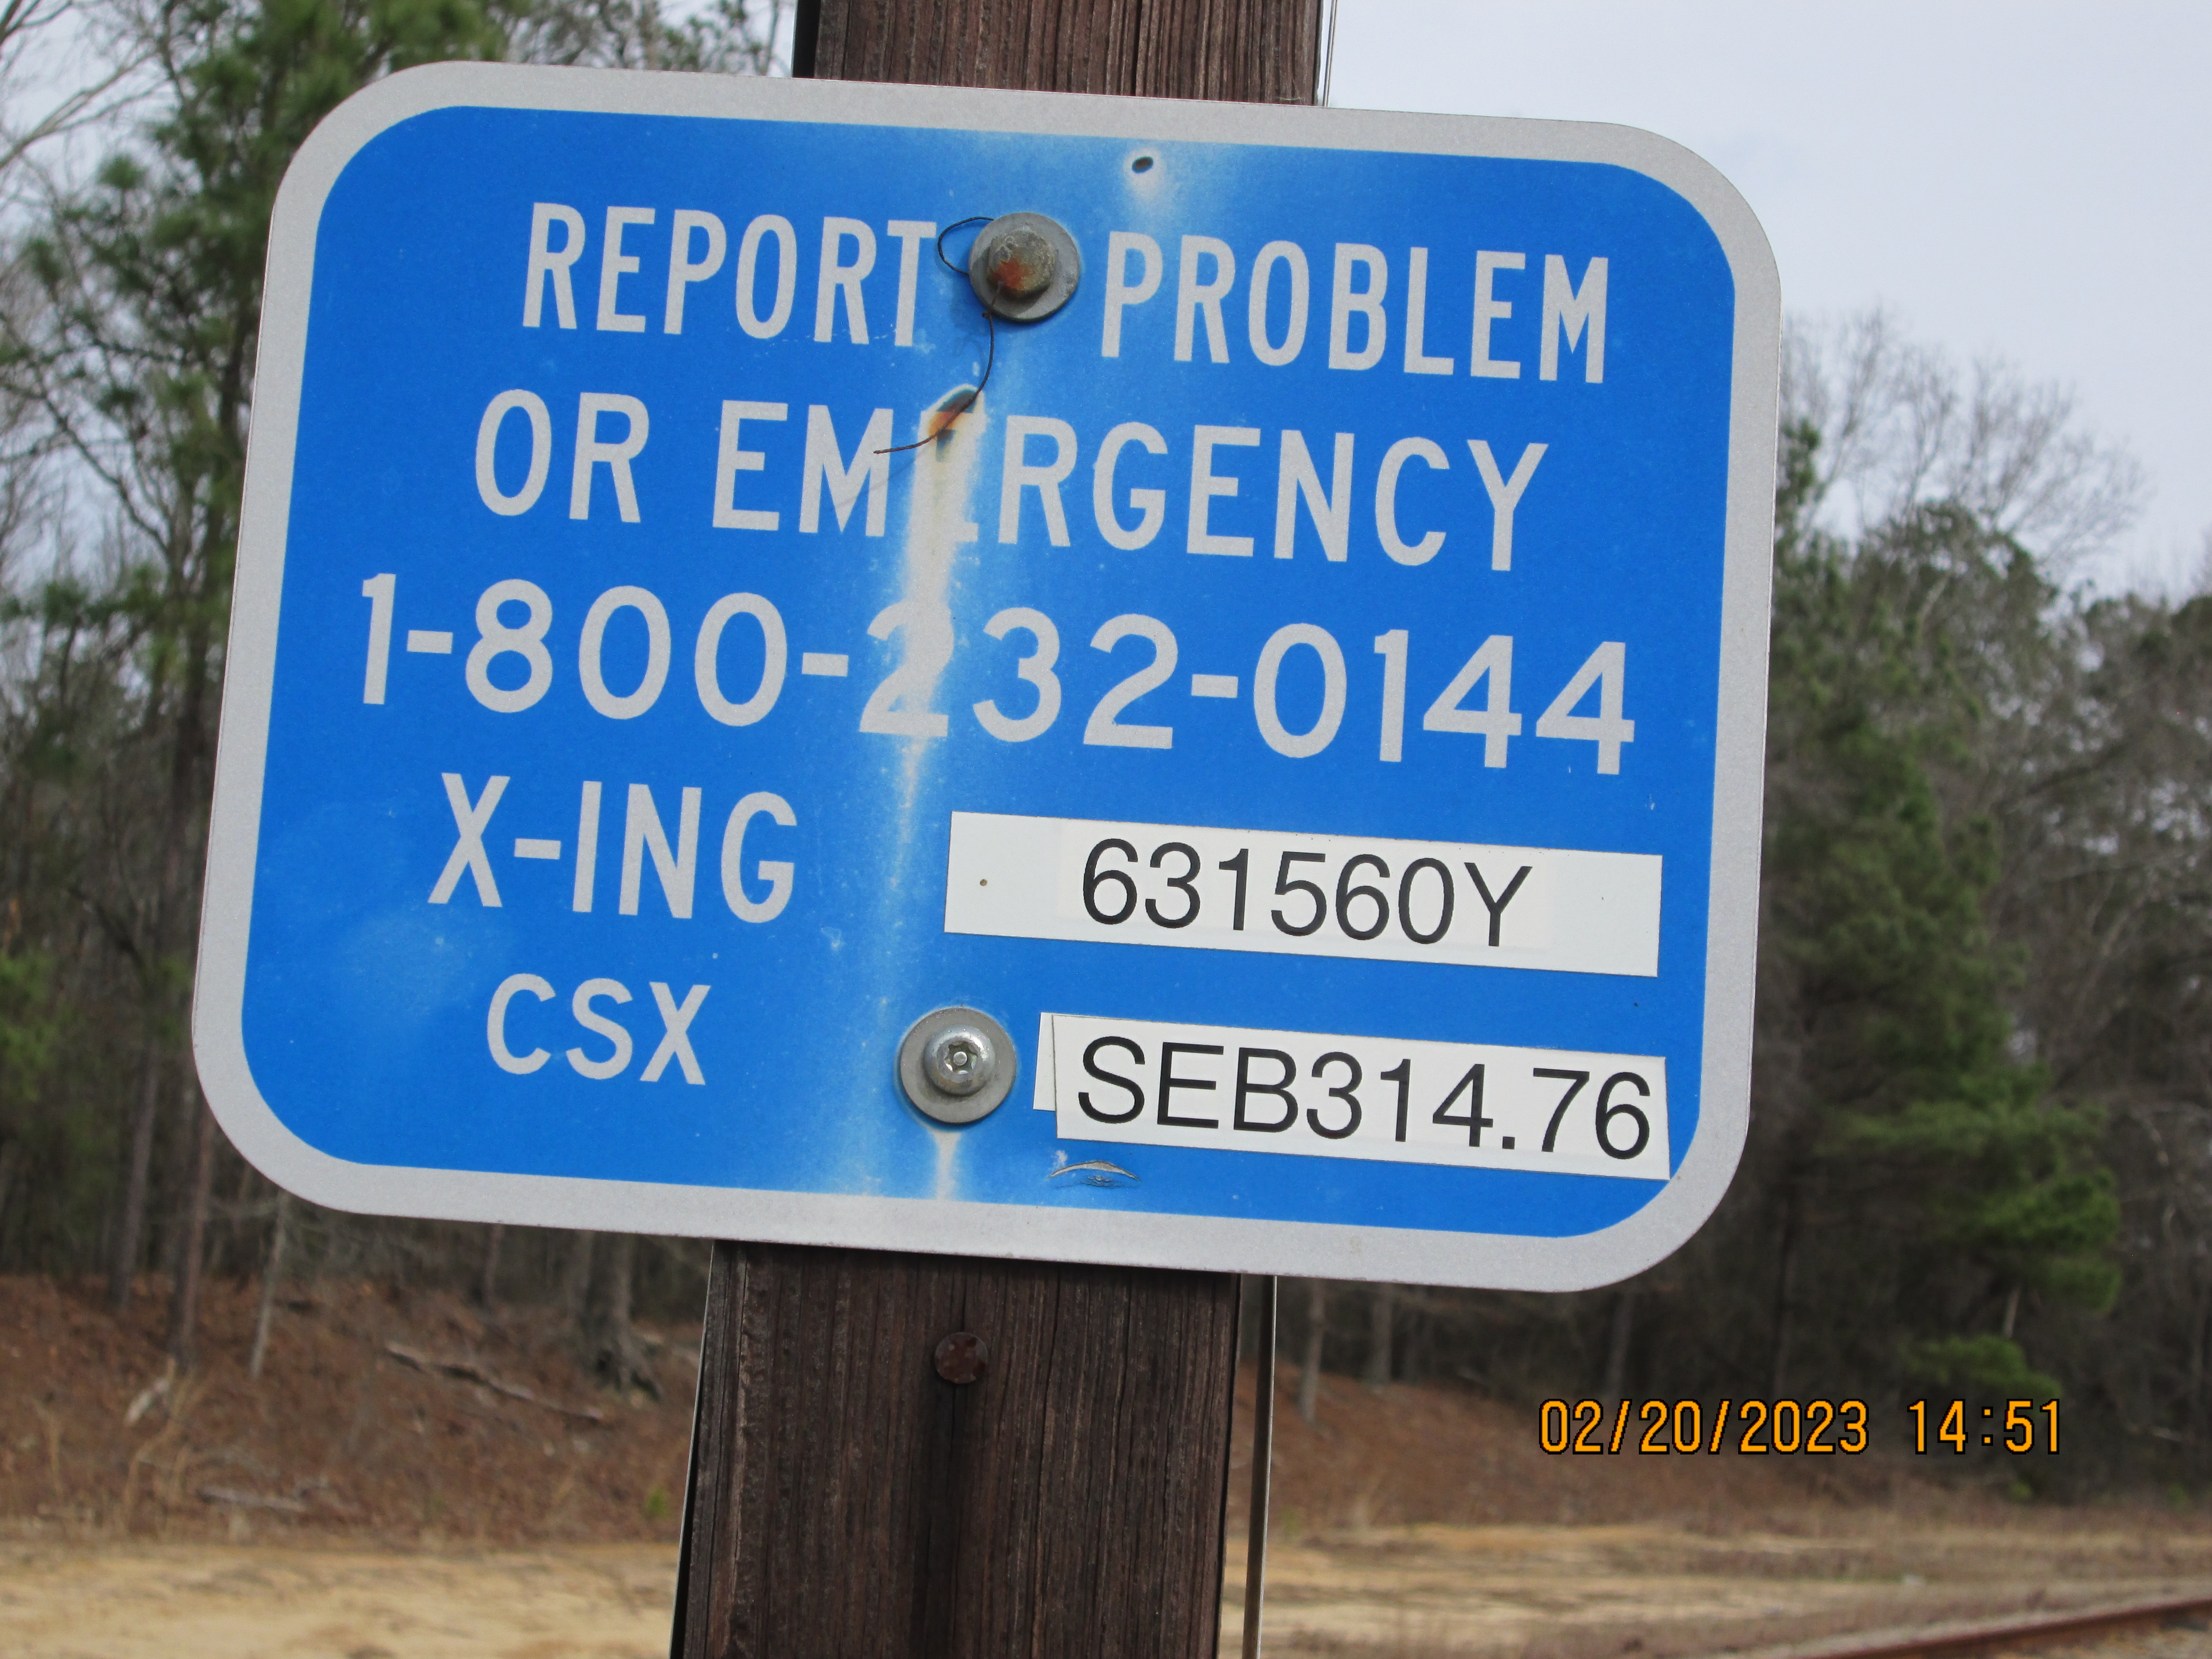 REPORT PROBLEM
OR EMERGENCY
1-800-232-0144
X-ING 631560Y
CSX SEB314.76
02/20/2023 14:51